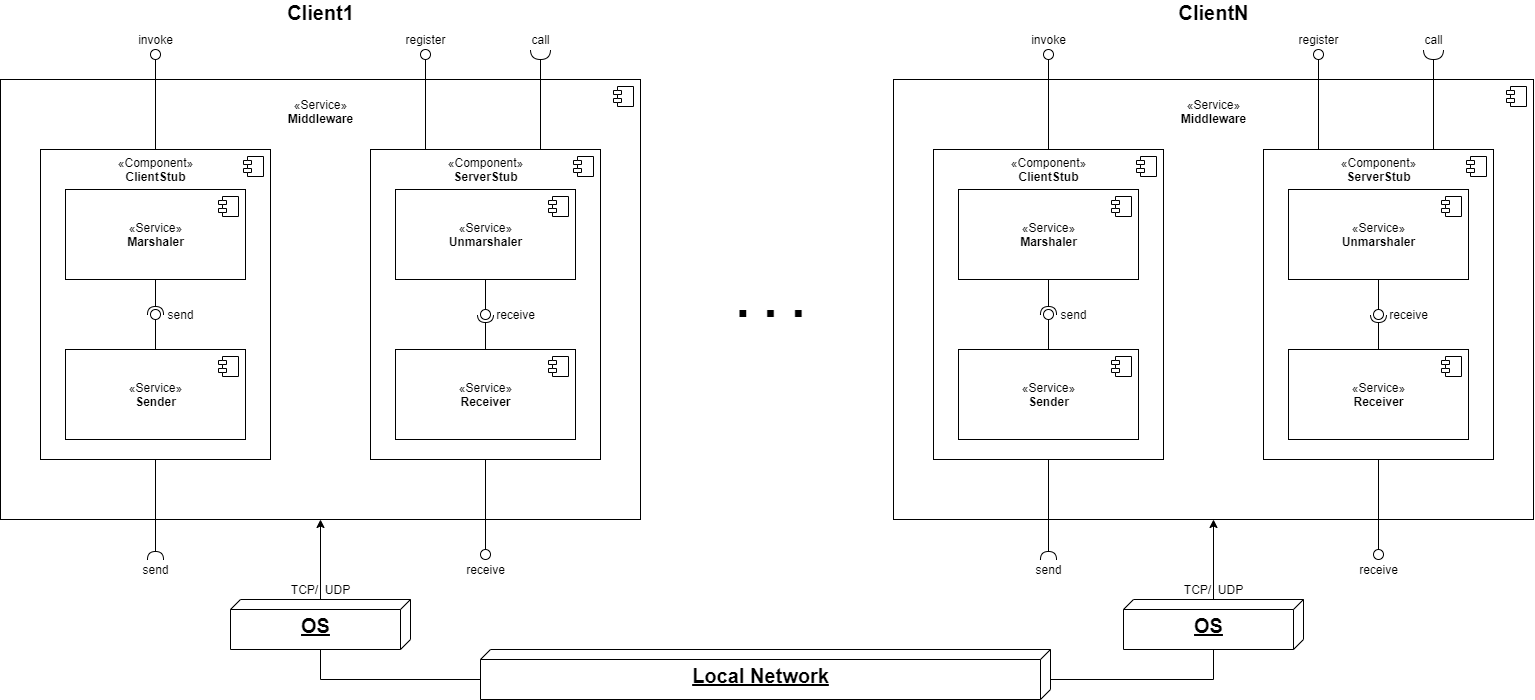 Client1
ClientN
invoke
register
call
invoke
register
call
«Service»
Middleware
«Service»
Middleware
«Component»
ClientStub
«Component»
ServerStub
«Component»
ClientStub
«Component»
ServerStub
«Service»
Marshaler
«Service»
Unmarshaler
«Service»
Marshaler
«Service»
Unmarshaler
send
receive
. . .
send
receive
«Service»
Sender
«Service»
Receiver
«Service»
Sender
«Service»
Receiver
send
receive
send
receive
TCP/ UDP
TCP/ UDP
OS
OS
Local Network